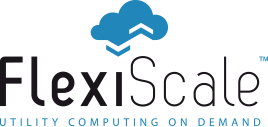 FlexiScale™
UTILITY COMPUTING ON DEMAND